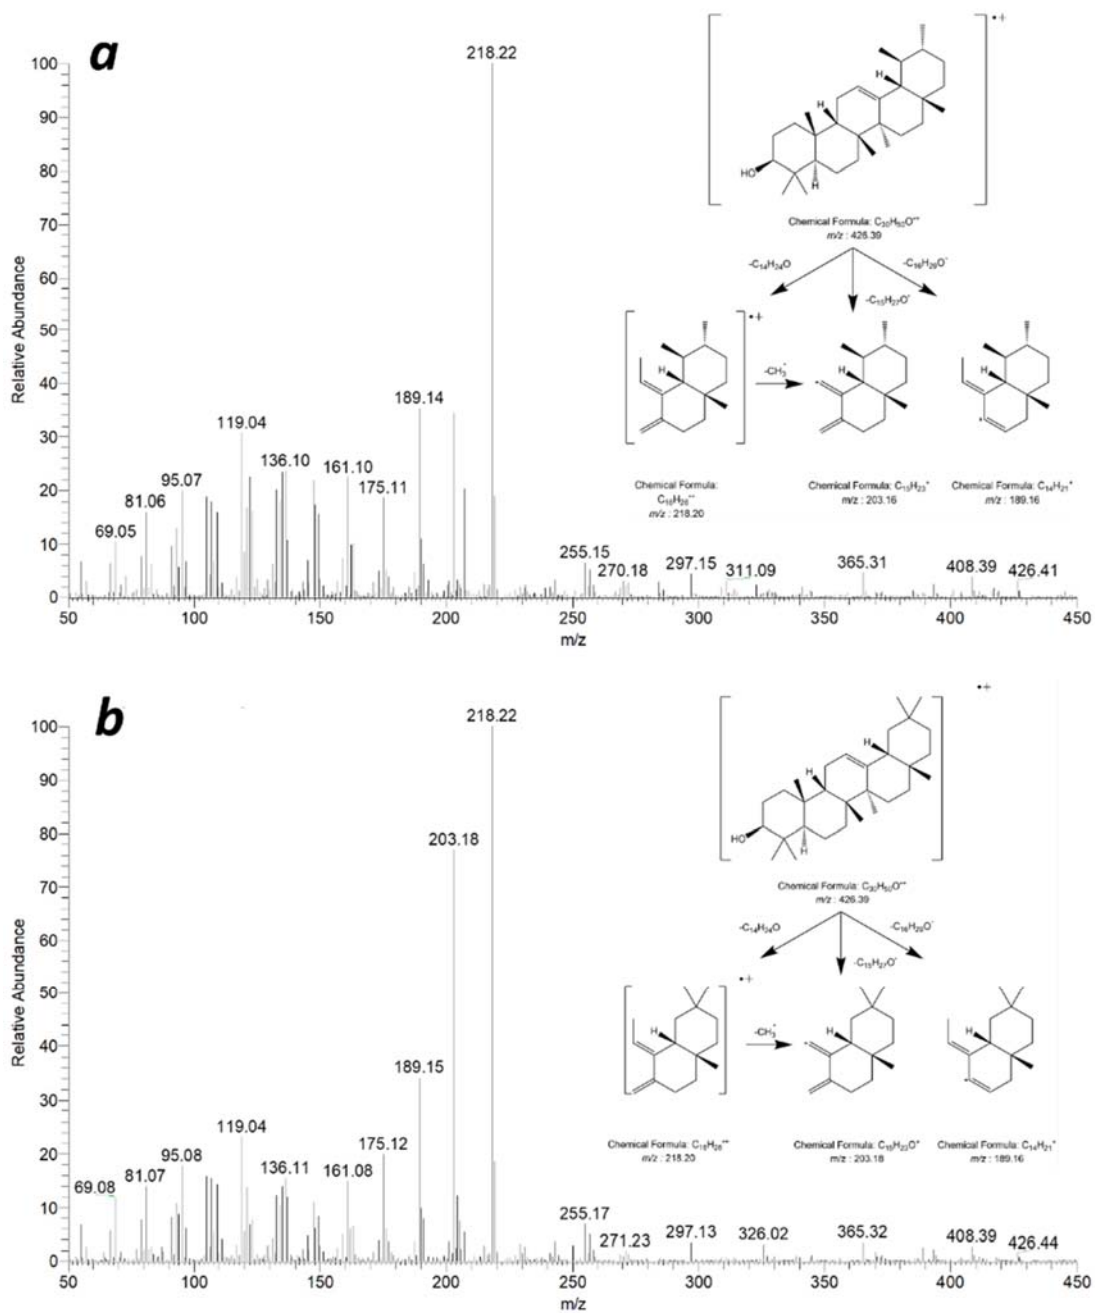 a
•+
100
90
80
70
60
50
40
30
20
10
0
Relative Abundance
218.22
189.14
119.04
136.10
161.10
175.11
95.07
81.06
69.05
255.15
270.18
297.15
311.09
365.31
408.39
426.41
50 100 150 200 250 300 350 400 450
m/z
H
H
HO
H
Chemical Formula: C30H50O•+
m/z : 426.39
-C14H24O
-C15H27O•
-C16H29O•
•+
H
-CH3•
H
H
Chemical Formula:
C16H26•+
m/z : 218.20
Chemical Formula: C15H23+
m/z : 203.16
Chemical Formula: C14H21+
m/z : 189.16
b
•+
100
90
80
70
60
50
40
30
20
10
0
Relative Abundance
218.22
203.18
189.15
119.04
136.11
161.08
175.12
95.08
81.07
69.08
255.17
271.23
297.13
326.02
365.32
408.39
426.44
50 100 150 200 250 300 350 400 450
m/z
H
H
HO
H
Chemical Formula: C30H50O•+
m/z : 426.39
-C14H24O
-C15H27O•
-C16H29O•
•+
H
-CH3•
H
H
Chemical Formula: C16H26•+
m/z : 218.20
Chemical Formula: C15H23O+
m/z : 203.18
Chemical Formula: C14H21+
m/z : 189.16